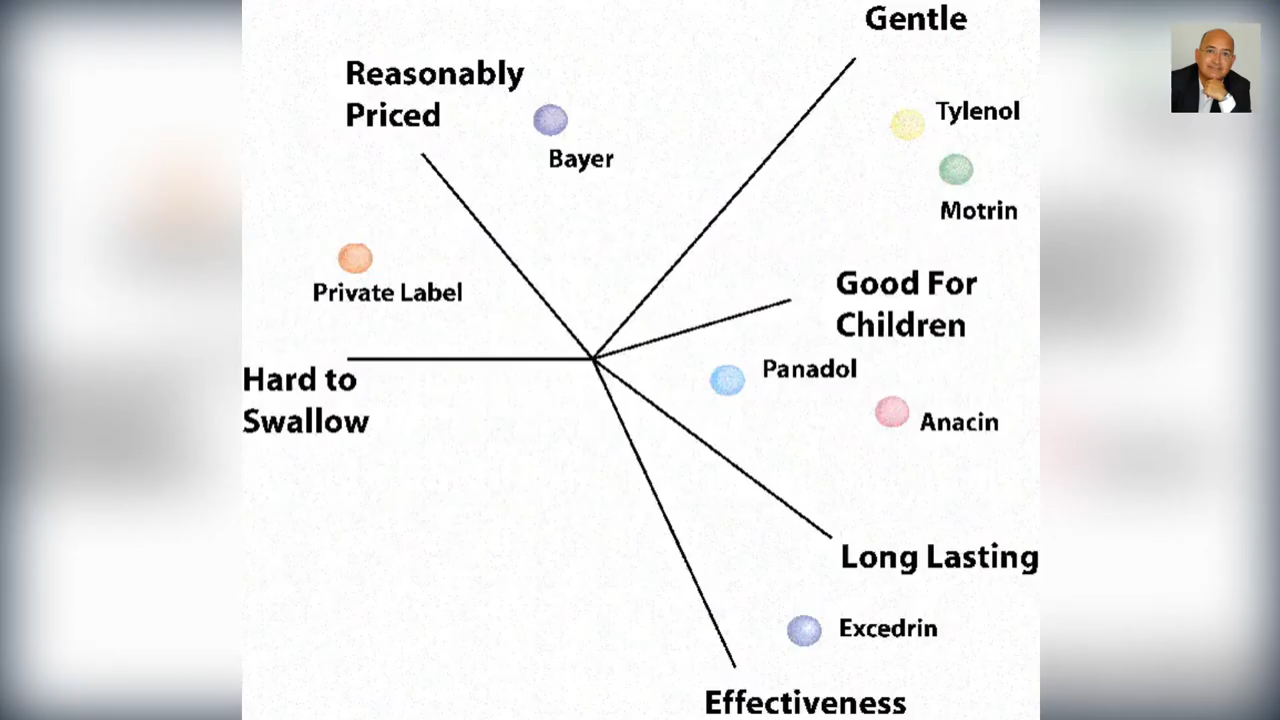 Gentle
Reasonably
Priced
Tylenol
Bayer
Motrin
Private Label
Good For
Children
Hard to
Swallow
Panadol
Anacin
Long Lasting
Excedrin
Effectiveness